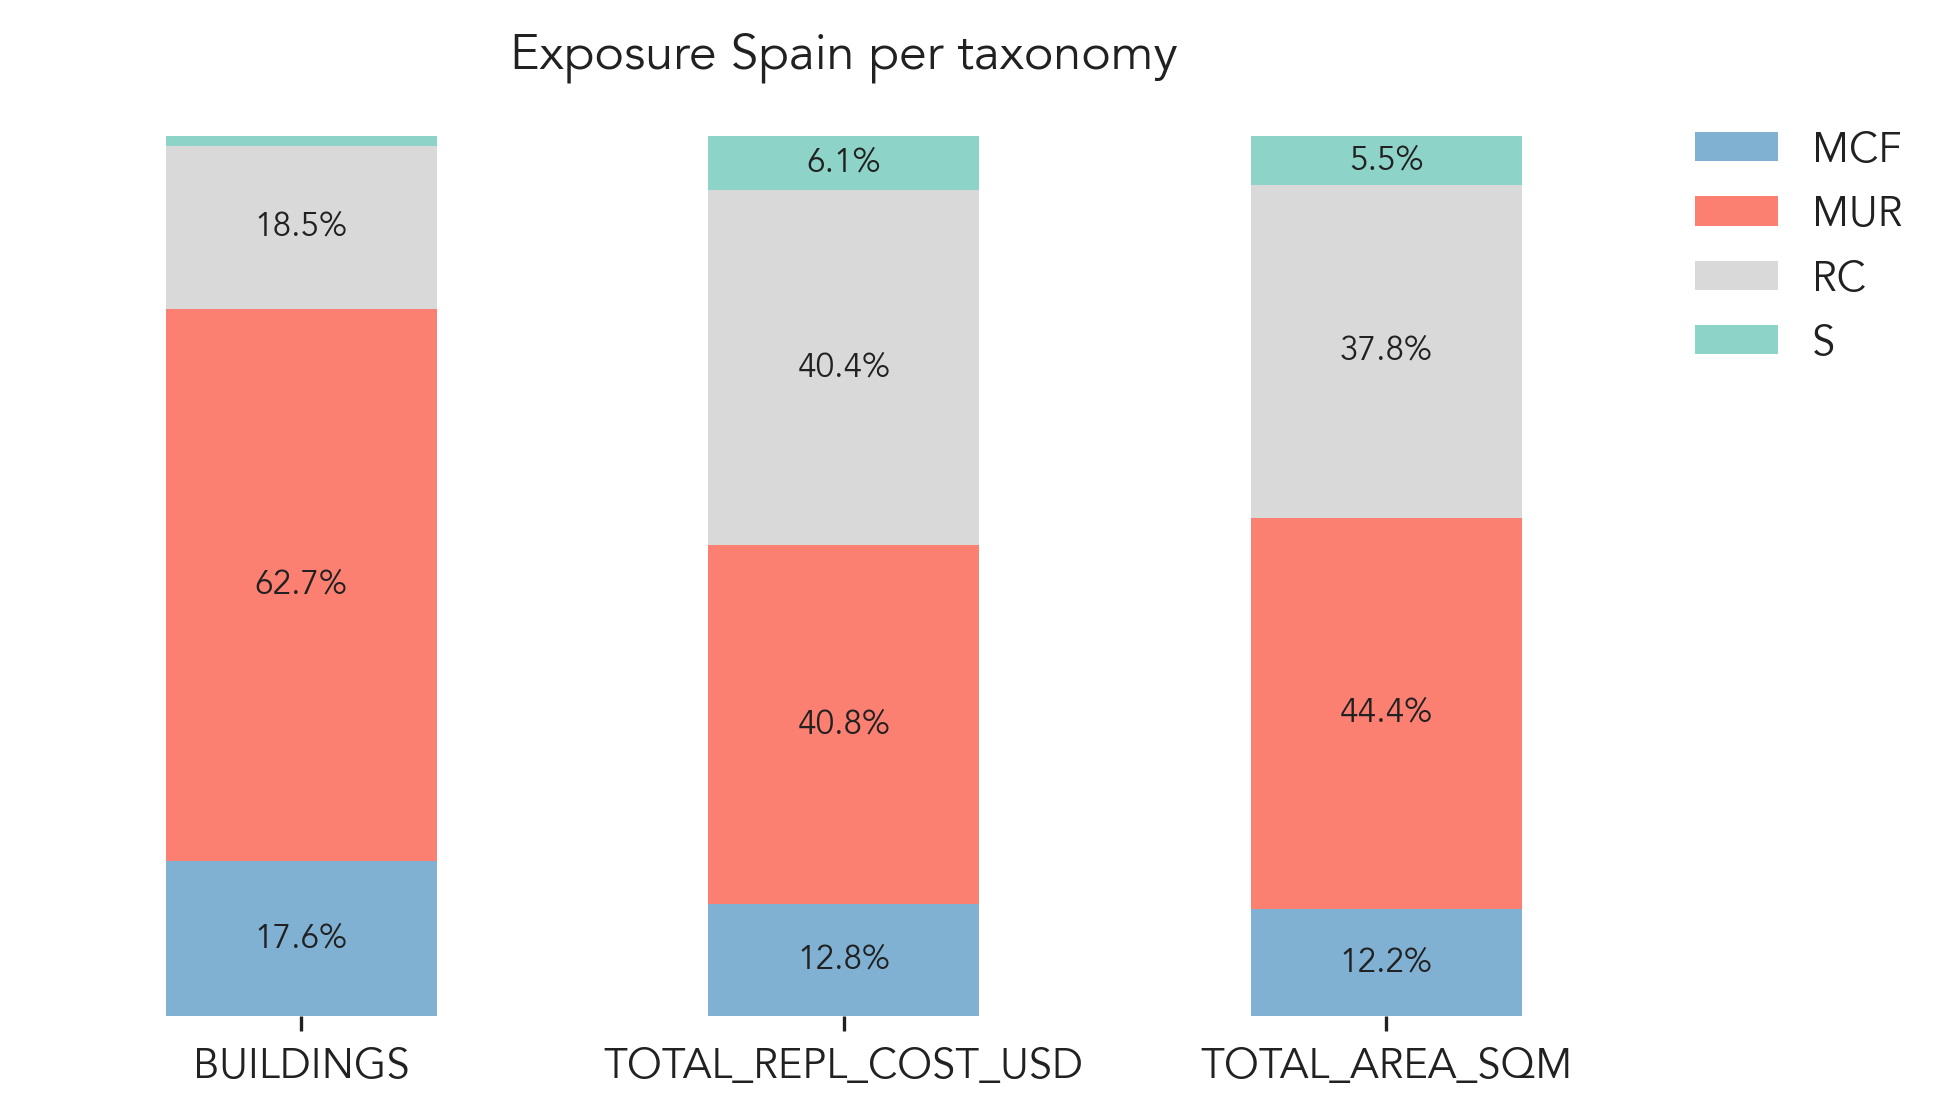 Exposure Spain per taxonomy
18.5%
62.7%
17.6%
BUILDINGS
6.1%
40.4%
40.8%
12.8%
TOTAL_REPL_COST_USD
5.5%
37.8%
44.4%
12.2%
TOTAL_AREA_SQM
MCF
MUR
RC
S